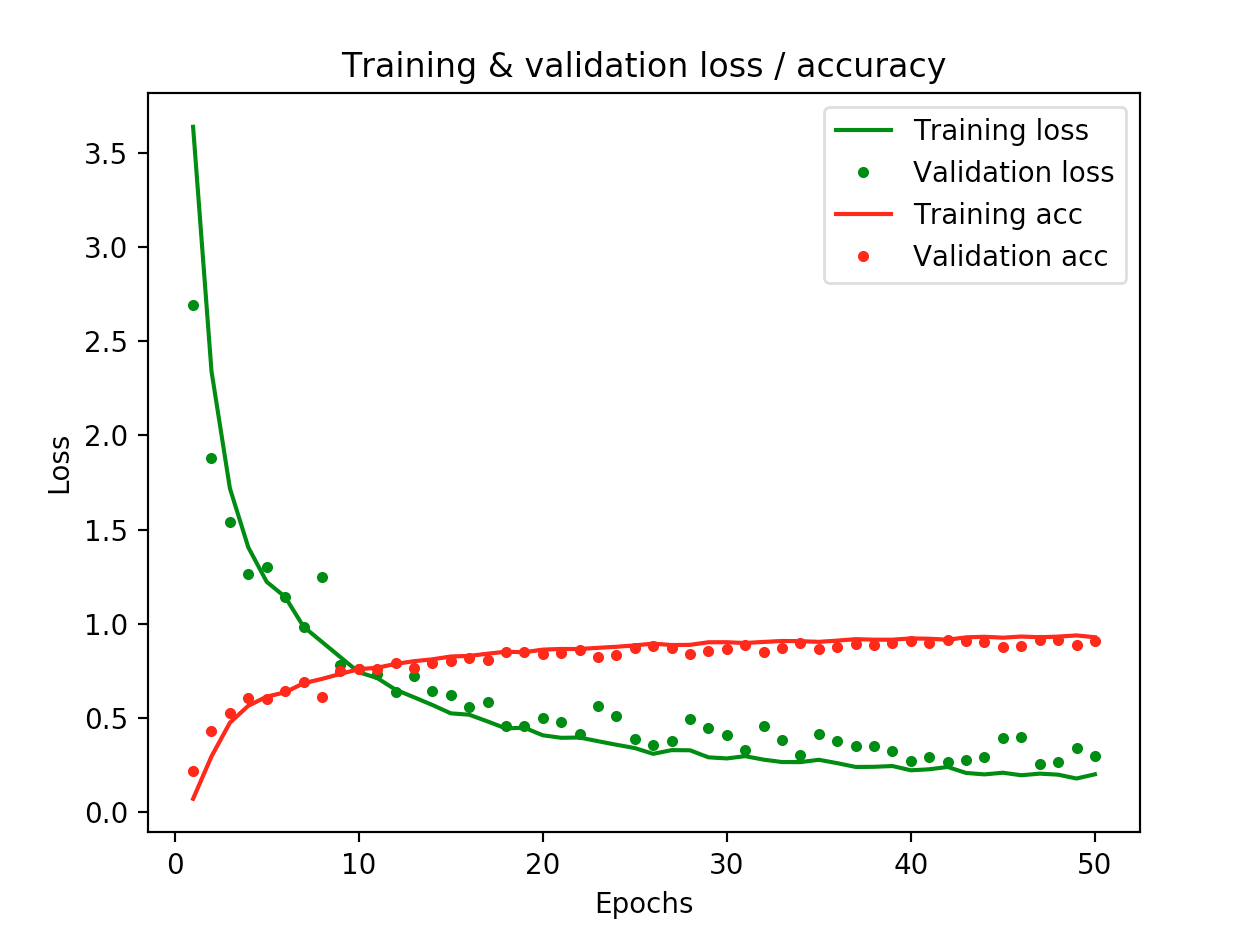 Training & validation loss / accuracy
Training loss
Validation loss
Training acc
Validation acc
3.5
3.0
2.5
2.0
1.5
1.0
0.5
0.0
Loss
0 10 20 30 40 50
Epochs